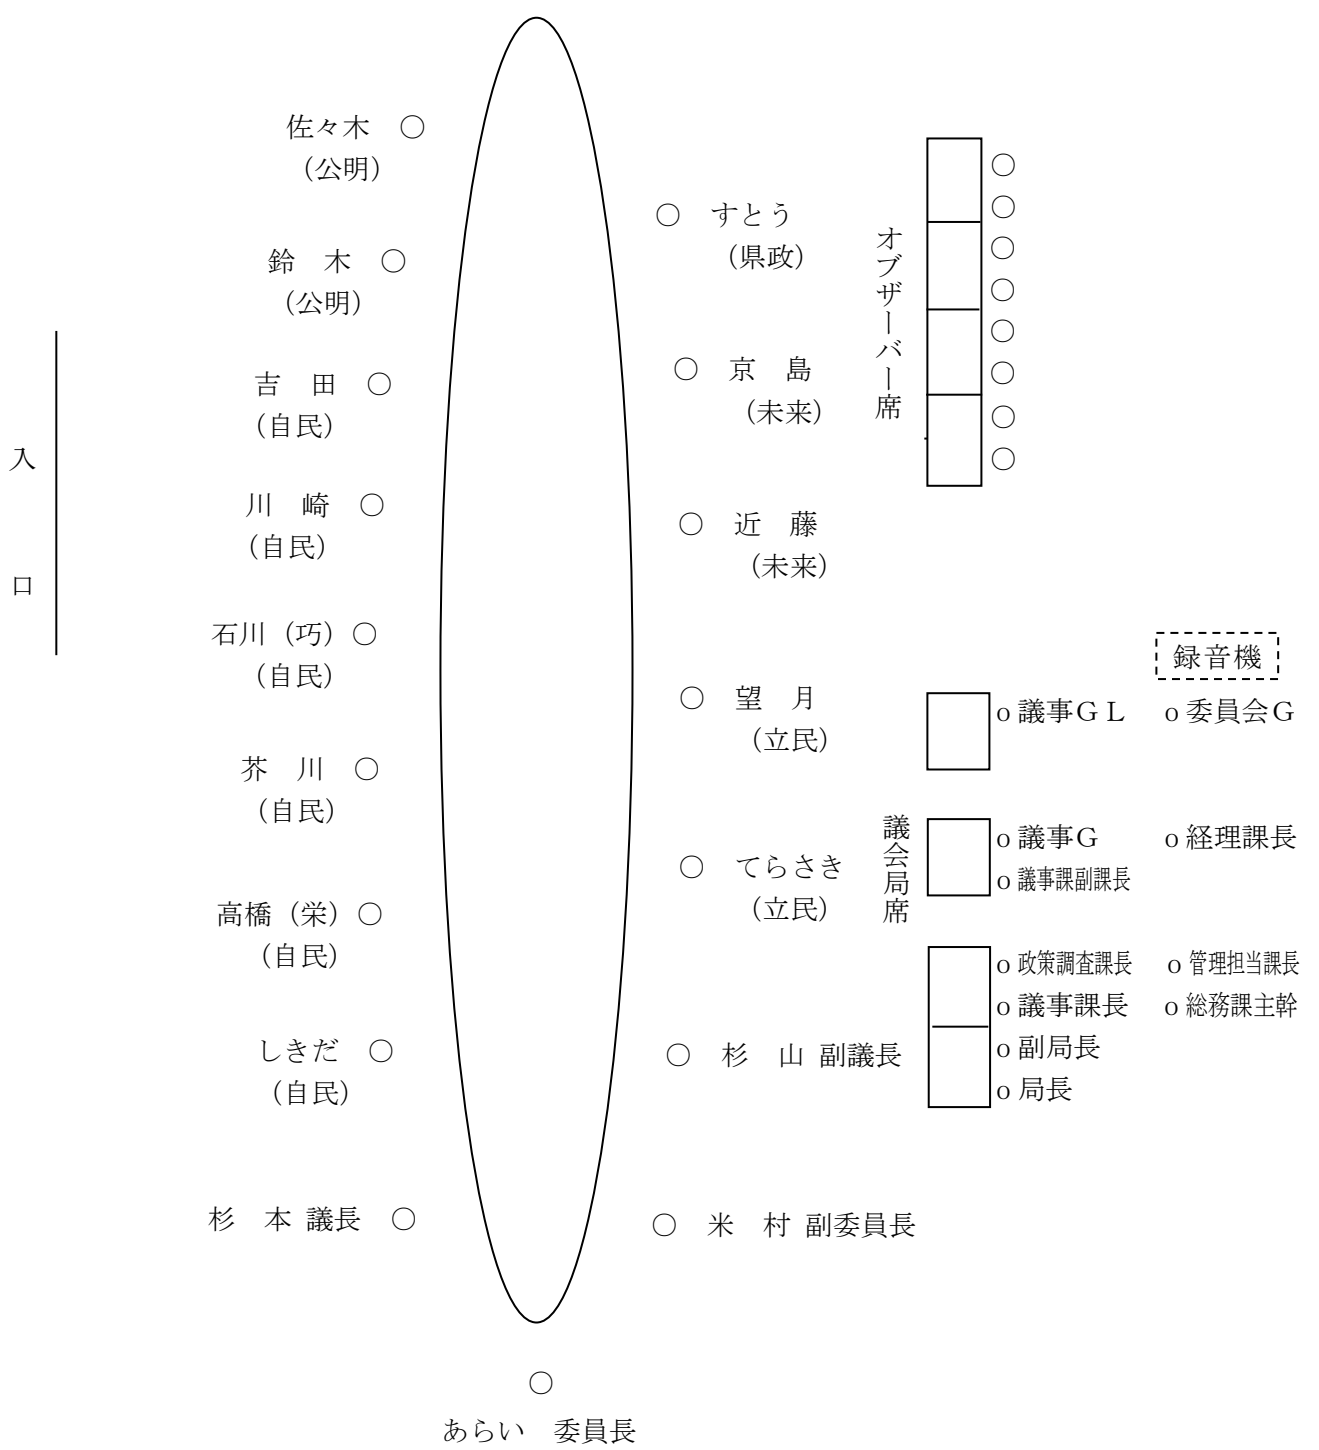 佐々木 ○
（公明）
鈴 木 ○
（公明）
吉 田 ○
（自民）
川 崎 ○
（自民）
石川（巧）○
（自民）
芥 川 ○
（自民）
高橋（栄）○
（自民）
しきだ ○
（自民）
杉 本 議長 ○
入口
○ すとう
（県政）
○ 京 島
（未来）
○ 近 藤
（未来）
○ 望 月
（立民）
○ てらさき
（立民）
○ 杉 山 副議長
○ 米 村 副委員長
○
あらい 委員長
オブザーバー席
○
○
○
○
○
○
○
○
録音機
議会局席
o 議事ＧＬ o 委員会Ｇ
o 議事Ｇ o 経理課長
o 議事課副課長
o 政策調査課長 o 管理担当課長
o 議事課長 o 総務課主幹
o 副局長
o 局長